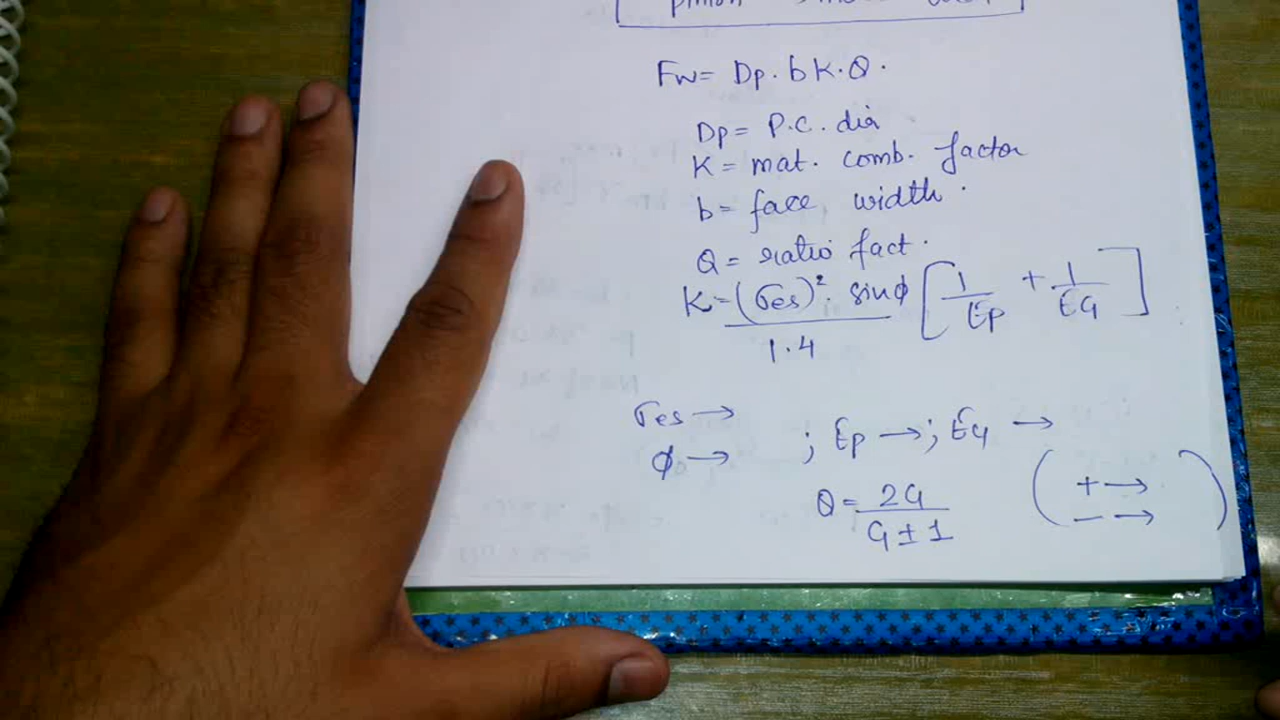 pinion
Fw= Dp. b K. Q.
Dp= P.C. dia
K= mat. comb. factor
b= face width.
Q = ratio fact.
K= (σes)². sinϕ / 1.4 [1/Ep + 1/EG]
σes →
ϕ → ; Ep →; EG →
Q= 2G / G ± 1 ( + → − → )